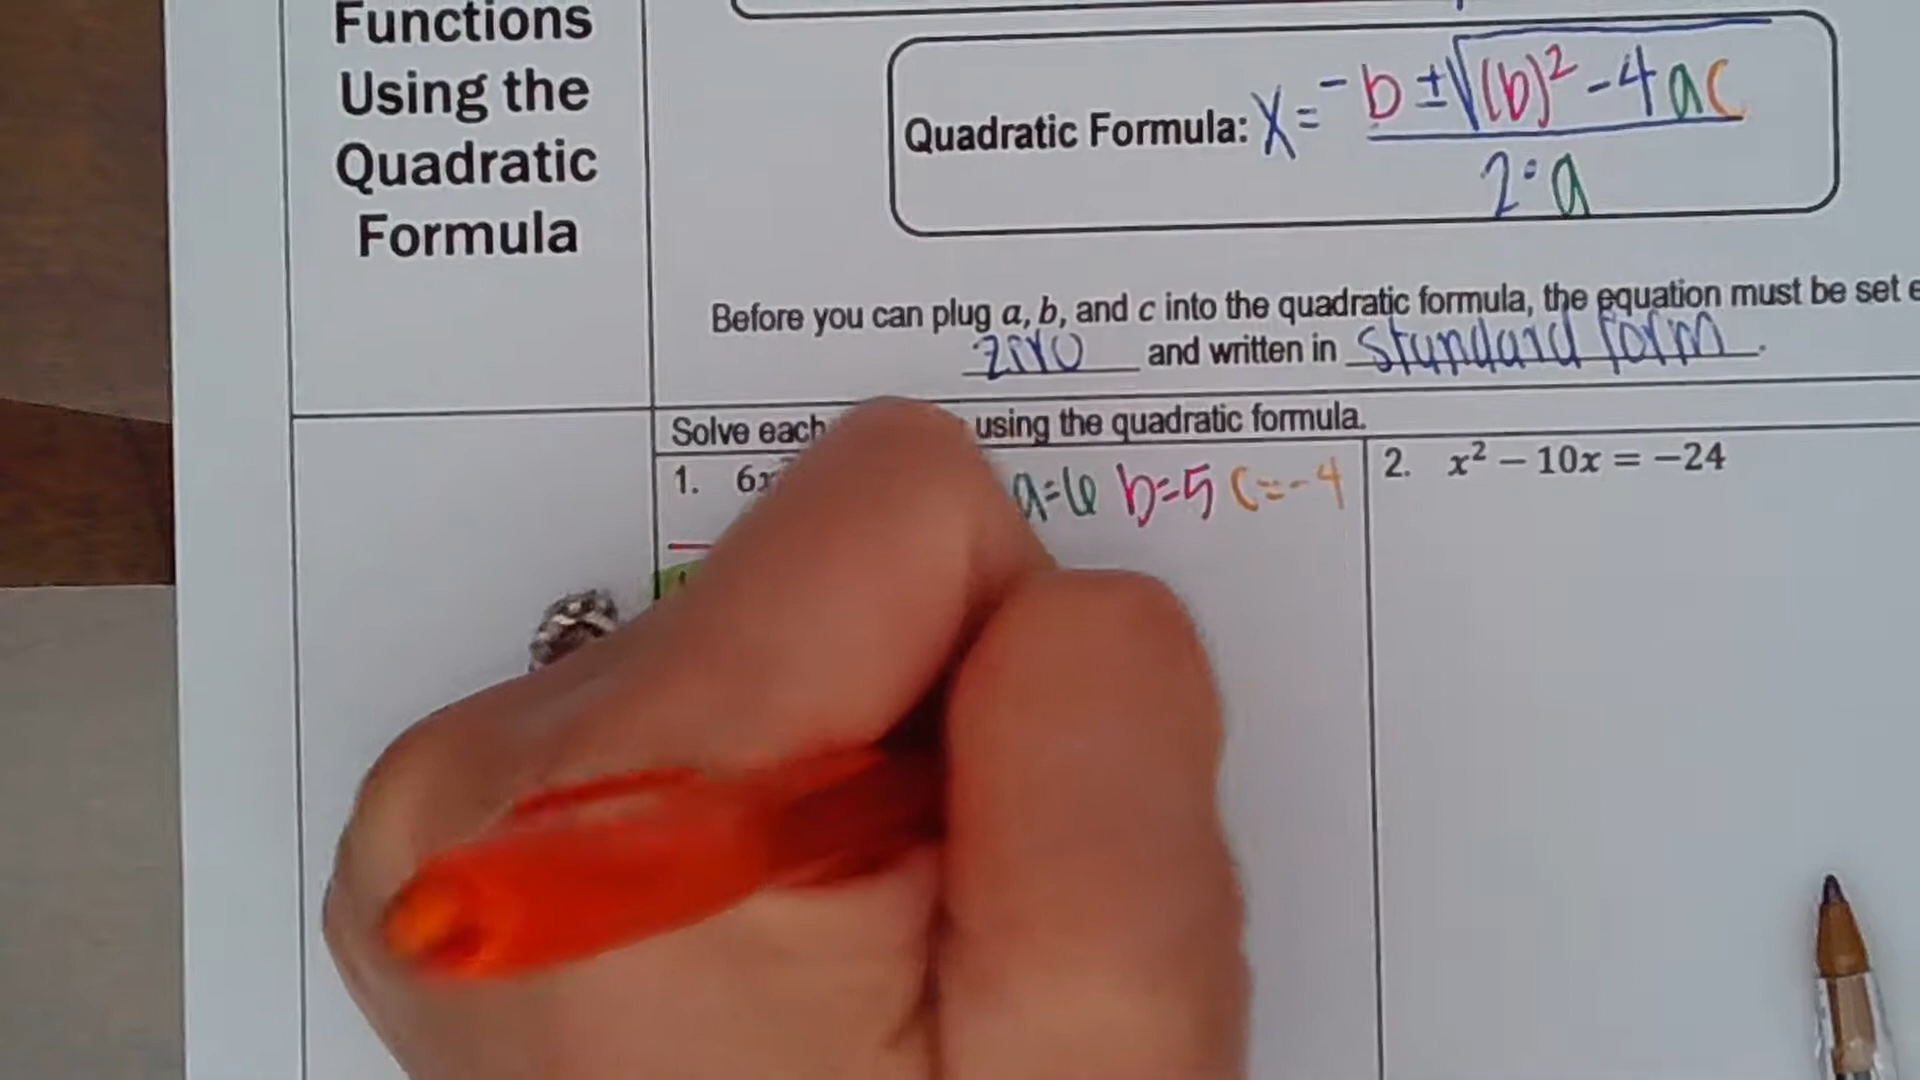 Functions
Using the
Quadratic
Formula
Quadratic Formula: X = -b ±√(b)² - 4ac
2·a
Before you can plug a, b, and c into the quadratic formula, the equation must be set
zero and written in standard form.
Solve each using the quadratic formula.
1. 6x a=6 b=5 c=-4
2. x² – 10x = –24